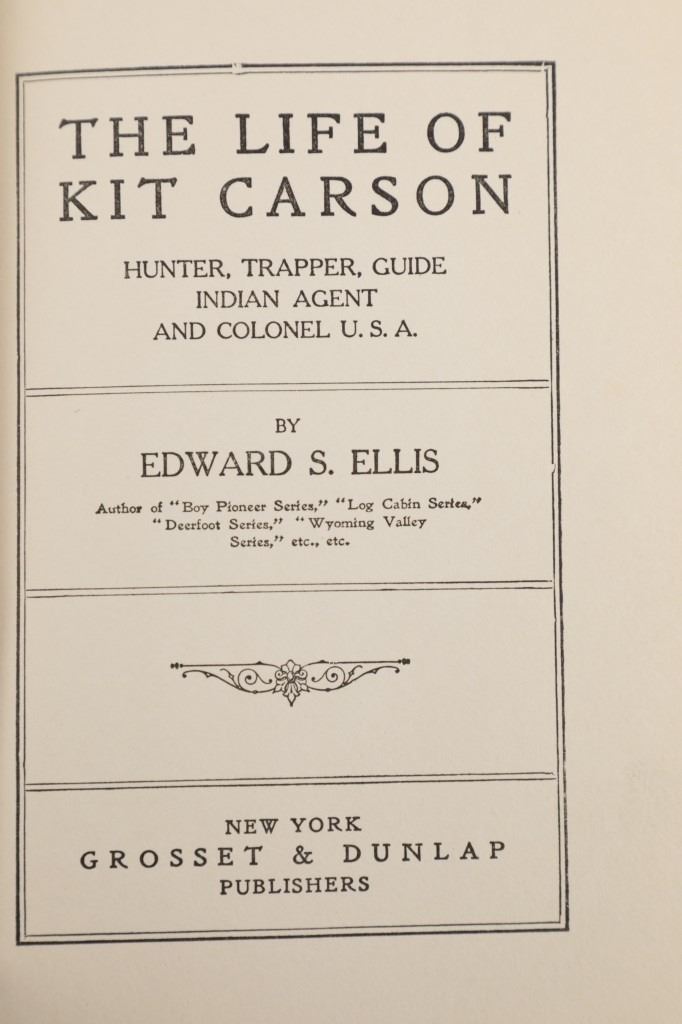 THE LIFE OF
KIT CARSON
HUNTER, TRAPPER, GUIDE
INDIAN AGENT
AND COLONEL U. S. A.
BY
EDWARD S. ELLIS
Author of "Boy Pioneer Series," "Log Cabin Series,"
"Deerfoot Series," "Wyoming Valley
Series," etc., etc.
NEW YORK
GROSSET & DUNLAP
PUBLISHERS